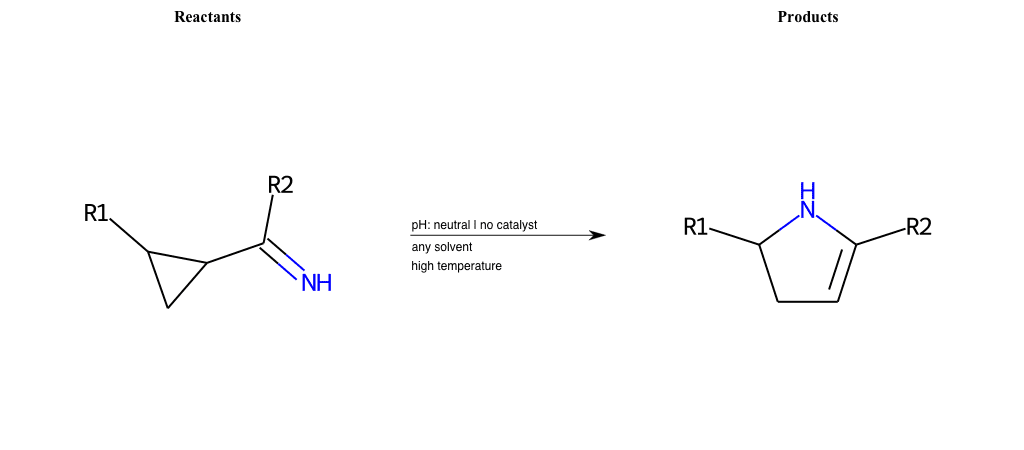 Reactants
Products
R2
R1
NH
pH: neutral | no catalyst
any solvent
high temperature
H
N
R1
R2